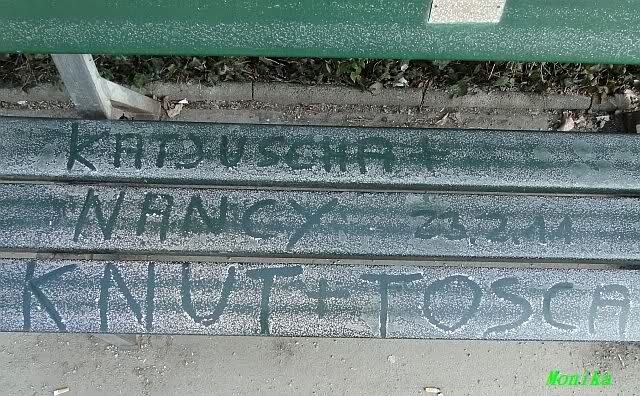 KATJUSCHA +
NANCY 23.2.11
KNUT + TOSCA
Monika